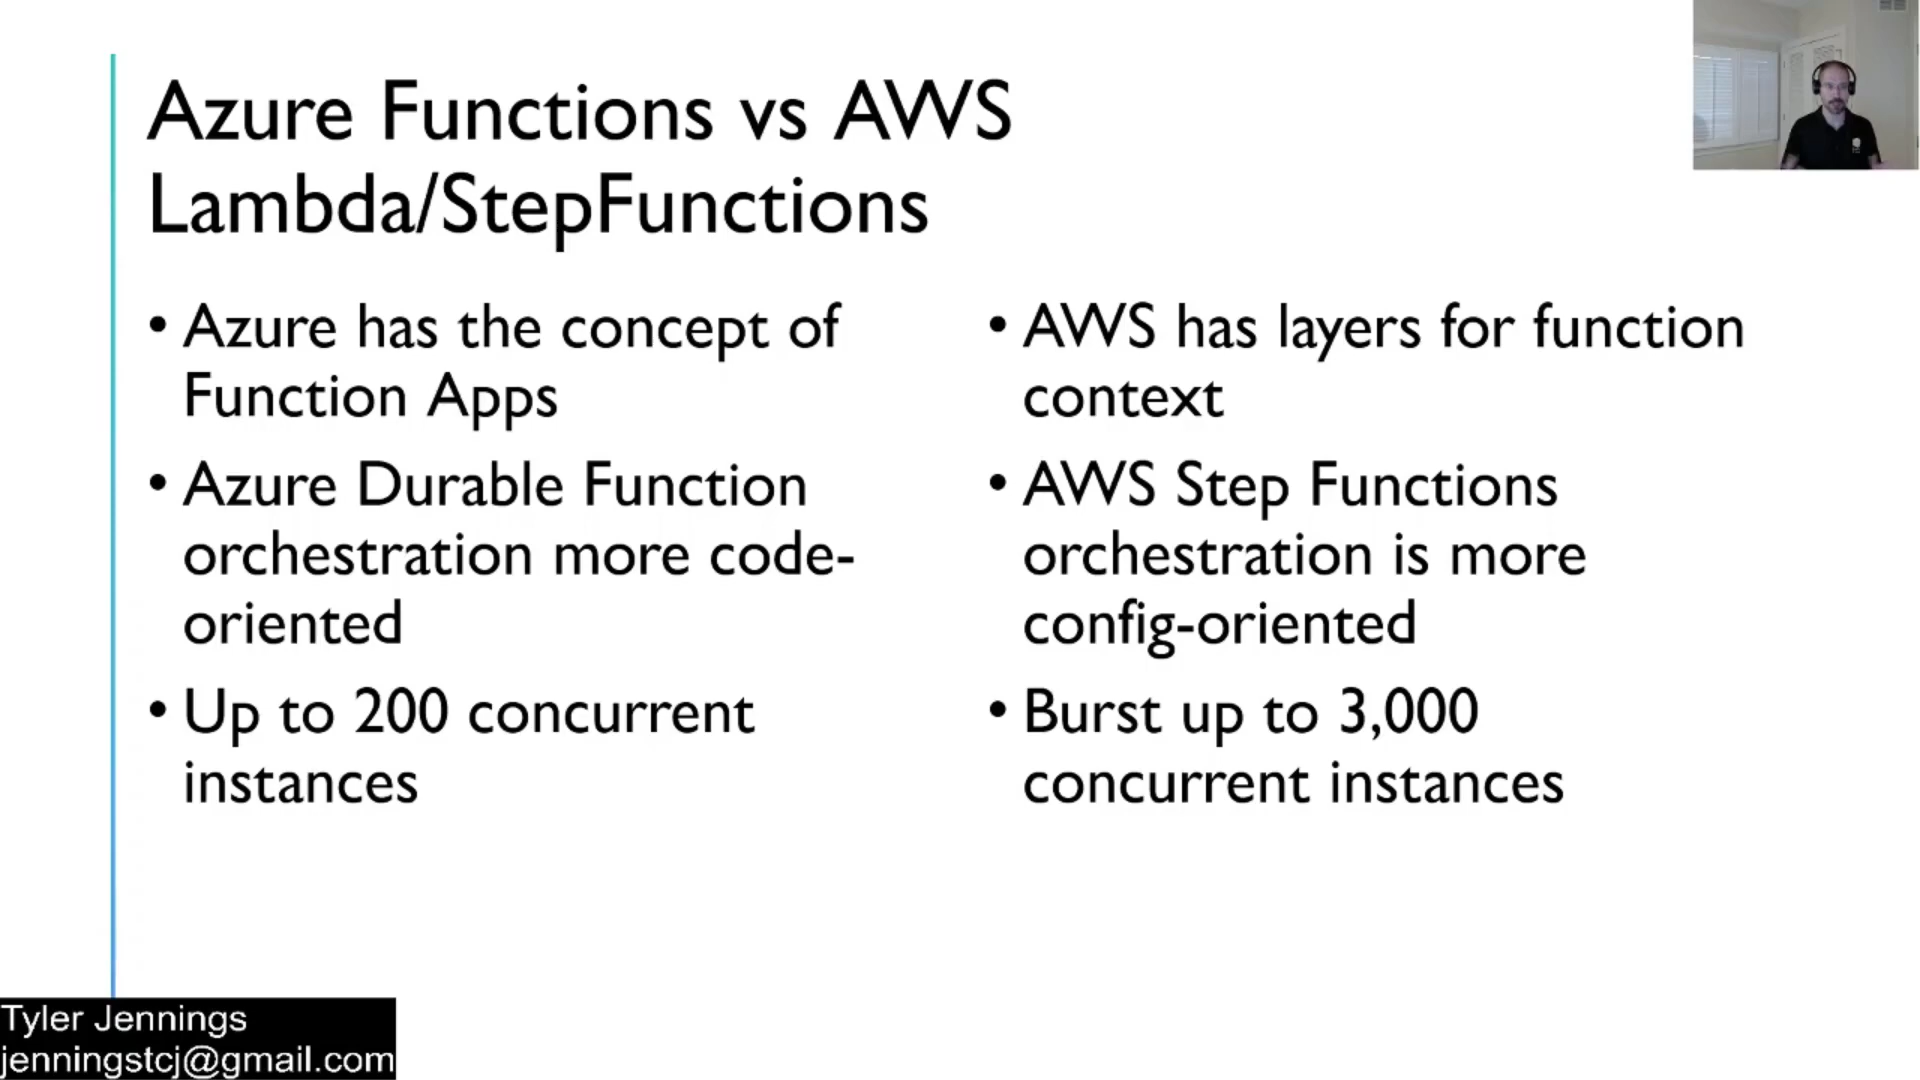 Azure Functions vs AWS
Lambda/StepFunctions
• Azure has the concept of
Function Apps
• Azure Durable Function
orchestration more code-
oriented
• Up to 200 concurrent
instances
• AWS has layers for function
context
• AWS Step Functions
orchestration is more
config-oriented
• Burst up to 3,000
concurrent instances
Tyler Jennings
jenningstcj@gmail.com